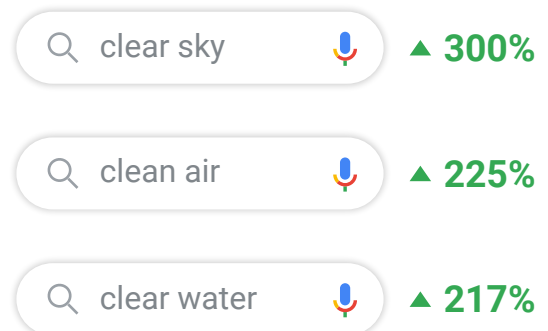 clear sky ▲ 300%
clean air ▲ 225%
clear water ▲ 217%